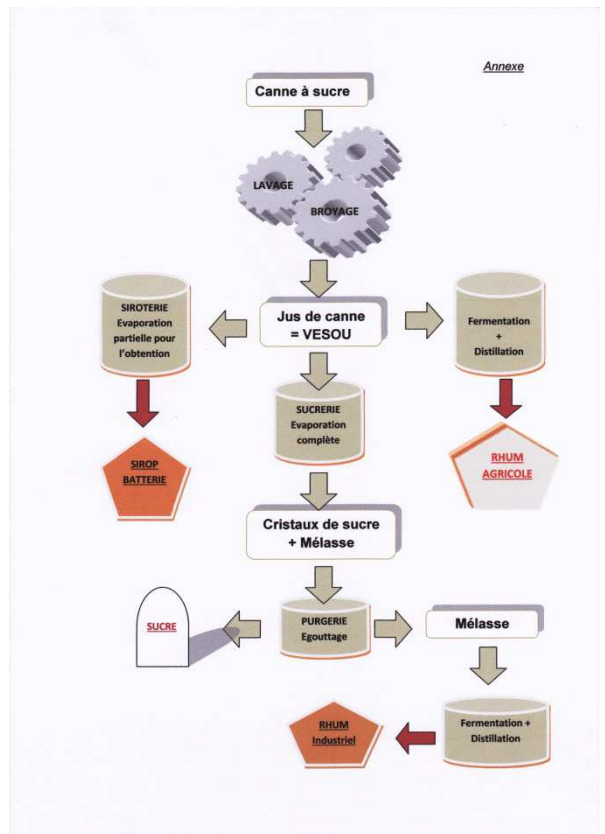 Annexe
Canne à sucre
LAVAGE
BROYAGE
SIROTERIE
Evaporation
partielle pour
l'obtention
Jus de canne
= VESOU
Fermentation
+
Distillation
SUCRERIE
Evaporation
complète
SIROP
BATTERIE
RHUM
AGRICOLE
Cristaux de sucre
+ Mélasse
SUCRE
PURGERIE
Egouttage
Mélasse
RHUM
Industriel
Fermentation +
Distillation